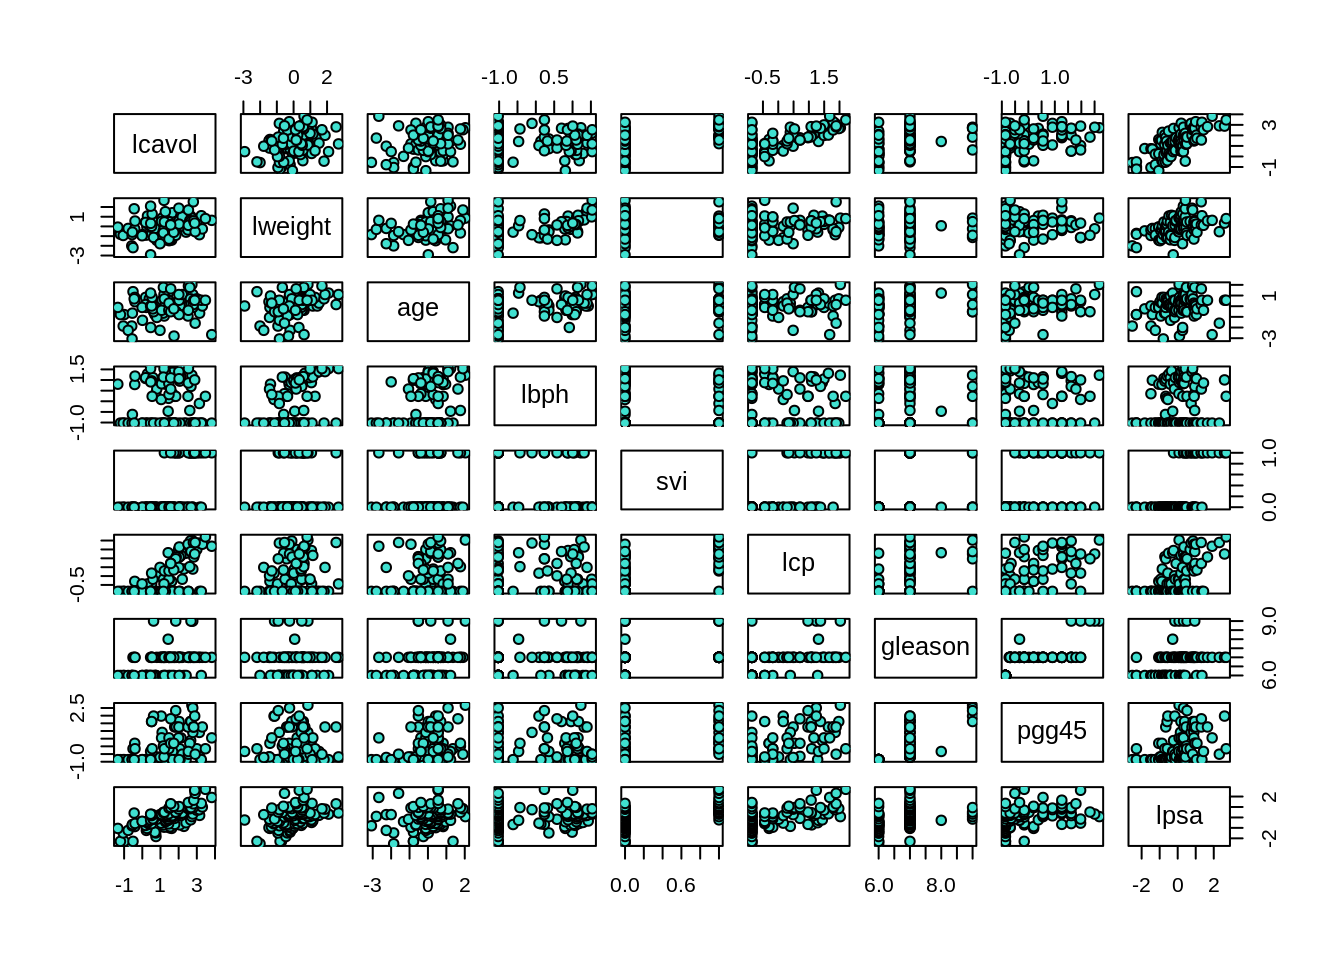 -3 0 2 -1.0 0.5 -0.5 1.5 -1.0 1.0
lcavol -1 3
-3 1 lweight
age -3 1
-1.0 1.5 lbph
svi 0.0 1.0
-0.5 lcp
gleason 6.0 9.0
-1.0 2.5 pgg45
lpsa -2 2
-1 1 3 -3 0 2 0.0 0.6 6.0 8.0 -2 0 2